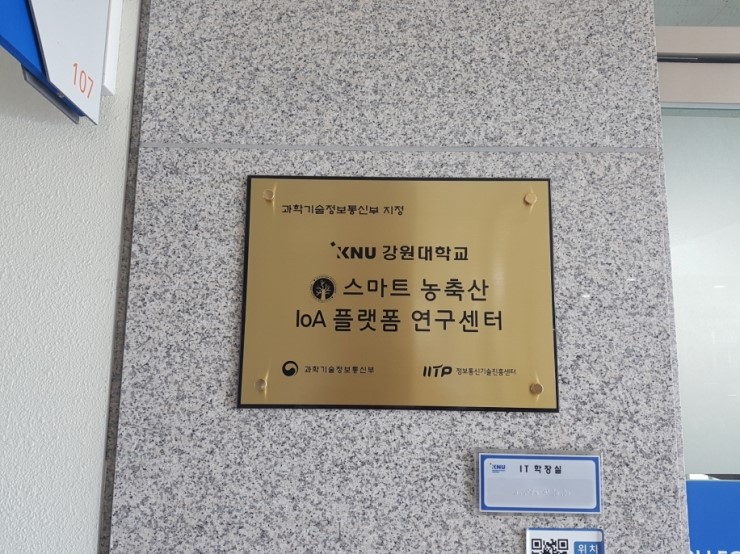 107
과학기술정보통신부 지정
KNU 강원대학교
스마트 농축산
IoA 플랫폼 연구센터
과학기술정보통신부
IITP 정보통신기술진흥센터
KNU IT 학장실
위치